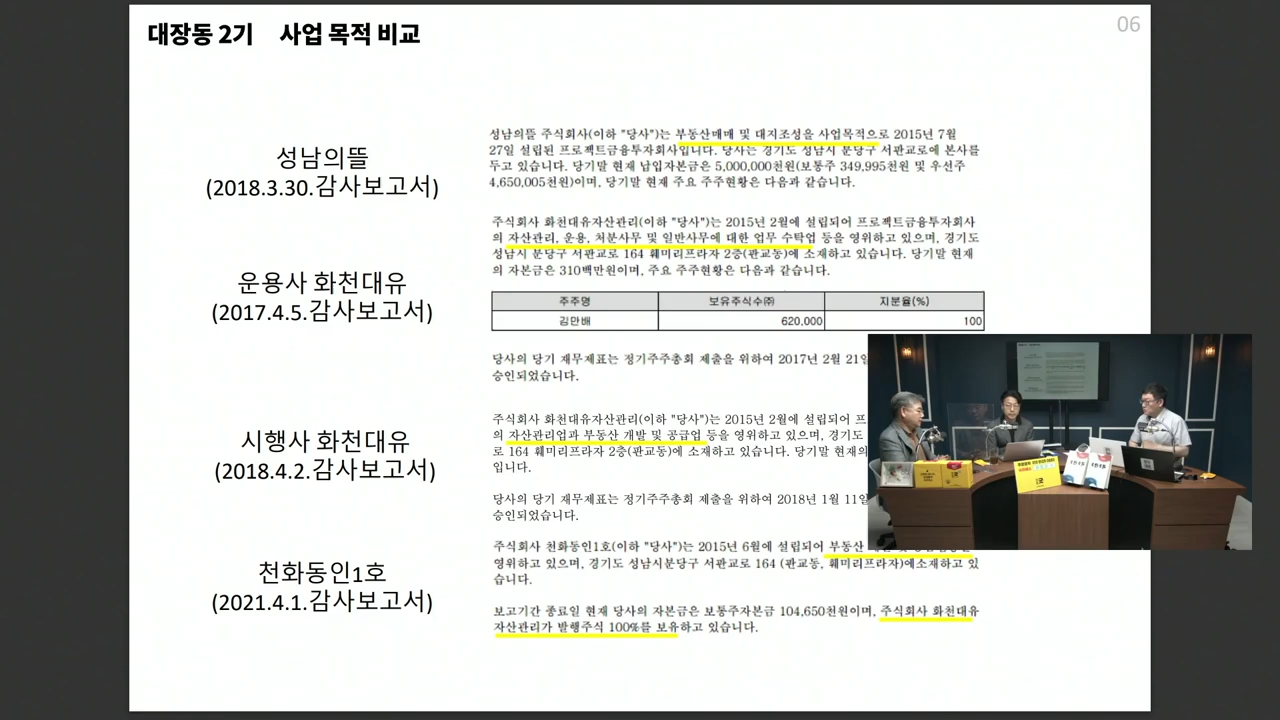 대장동 2기 사업 목적 비교
06
성남의뜰
(2018.3.30.감사보고서)
성남의뜰 주식회사(이하 "당사")는 부동산매매 및 대지조성을 사업목적으로 2015년 7월
27일 설립된 프로젝트금융투자회사입니다. 당사는 경기도 성남시 분당구 서판교로에 본사를
두고 있습니다. 당기말 현재 납입자본금은 5,000,000천원(보통주 349,995천원 및 우선주
4,650,005천원)이며, 당기말 현재 주요 주주현황은 다음과 같습니다.
운용사 화천대유
(2017.4.5.감사보고서)
주식회사 화천대유자산관리(이하 "당사")는 2015년 2월에 설립되어 프로젝트금융투자회사
의 자산관리, 운용, 처분사무 및 일반사무에 대한 업무 수탁업 등을 영위하고 있으며, 경기도
성남시 분당구 서판교로 164 훼미리프라자 2층(판교동)에 소재하고 있습니다. 당기말 현재
의 자본금은 310백만원이며, 주요 주주현황은 다음과 같습니다.
주주명 보유주식수㈜ 지분율(%)
김만배 620,000 100
당사의 당기 재무제표는 정기주주총회 제출을 위하여 2017년 2월 21일
승인되었습니다.
시행사 화천대유
(2018.4.2.감사보고서)
주식회사 화천대유자산관리(이하 "당사")는 2015년 2월에 설립되어 프
의 자산관리업과 부동산 개발 및 공급업 등을 영위하고 있으며, 경기도
로 164 훼미리프라자 2층(판교동)에 소재하고 있습니다. 당기말 현재의
입니다.
당사의 당기 재무제표는 정기주주총회 제출을 위하여 2018년 1월 11일
승인되었습니다.
천화동인1호
(2021.4.1.감사보고서)
주식회사 천화동인1호(이하 "당사")는 2015년 6월에 설립되어 부동산
영위하고 있으며, 경기도 성남시분당구 서판교로 164 (판교동, 훼미리프라자)에소재하고 있
습니다.
보고기간 종료일 현재 당사의 자본금은 보통주자본금 104,650천원이며, 주식회사 화천대유
자산관리가 발행주식 100%를 보유하고 있습니다.